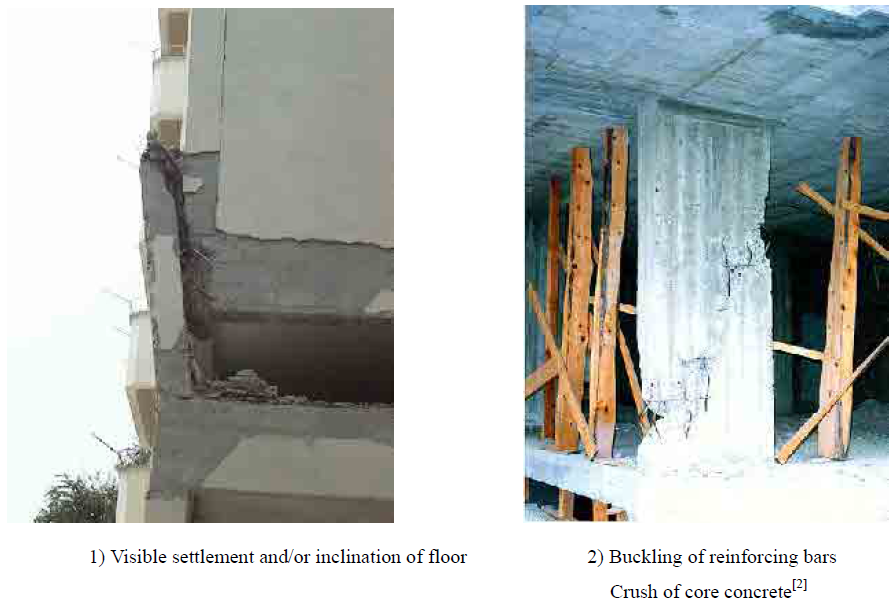 1) Visible settlement and/or inclination of floor
2) Buckling of reinforcing bars
Crush of core concrete[2]